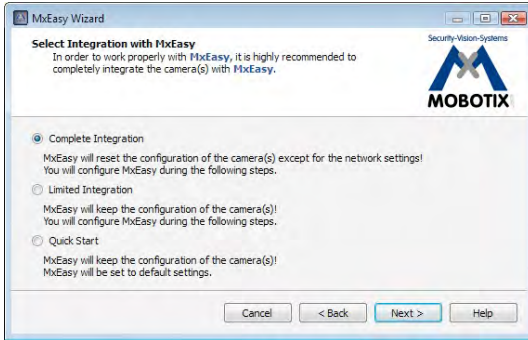 MxEasy Wizard
Select Integration with MxEasy
In order to work properly with MxEasy, it is highly recommended to
completely integrate the camera(s) with MxEasy.
Security-Vision-Systems
MOBOTIX
Complete Integration
MxEasy will reset the configuration of the camera(s) except for the network settings!
You will configure MxEasy during the following steps.
Limited Integration
MxEasy will keep the configuration of the camera(s)!
You will configure MxEasy during the following steps.
Quick Start
MxEasy will keep the configuration of the camera(s)!
MxEasy will be set to default settings.
Cancel < Back Next > Help